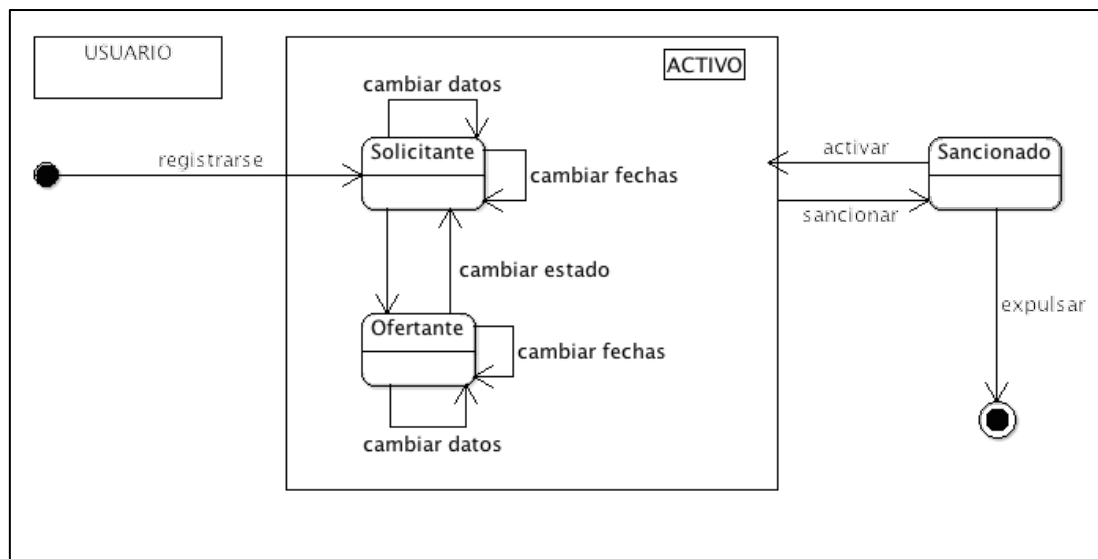 USUARIO
ACTIVO
cambiar datos
registrarse
Solicitante
cambiar fechas
activar
Sancionado
sancionar
cambiar estado
expulsar
Ofertante
cambiar fechas
cambiar datos